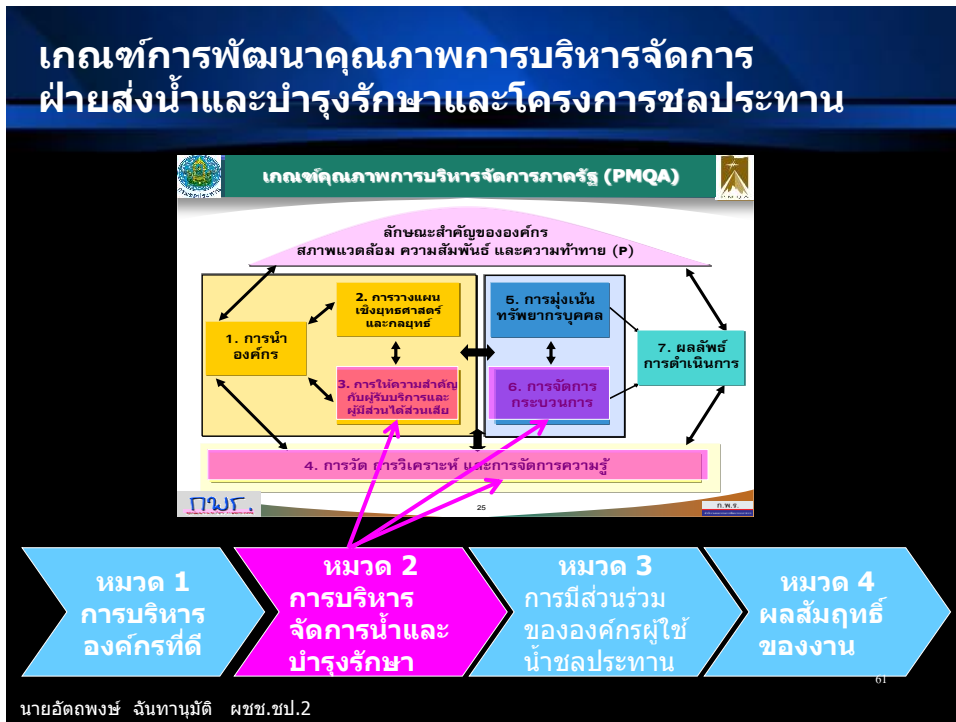 เกณฑ์การพัฒนาคุณภาพการบริหารจัดการ
ฝ่ายส่งน้ำและบำรุงรักษาและโครงการชลประทาน
เกณฑ์คุณภาพการบริหารจัดการภาครัฐ (PMQA)
ลักษณะสำคัญขององค์กร
สภาพแวดล้อม ความสัมพันธ์ และความท้าทาย (P)
2. การวางแผน
เชิงยุทธศาสตร์
และกลยุทธ์
5. การมุ่งเน้น
ทรัพยากรบุคคล
1. การนำ
องค์กร
7. ผลลัพธ์
การดำเนินการ
3. การให้ความสำคัญ
กับผู้รับบริการและ
ผู้มีส่วนได้ส่วนเสีย
6. การจัดการ
กระบวนการ
4. การวัด การวิเคราะห์ และการจัดการความรู้
กพร.
25
ก.พ.ร.
หมวด 1
การบริหาร
องค์กรที่ดี
หมวด 2
การบริหาร
จัดการน้ำและ
บำรุงรักษา
หมวด 3
การมีส่วนร่วม
ขององค์กรผู้ใช้
น้ำชลประทาน
หมวด 4
ผลสัมฤทธิ์
ของงาน
61
นายอัตถพงษ์ ฉันทานุมัติ ผชช.ชป.2